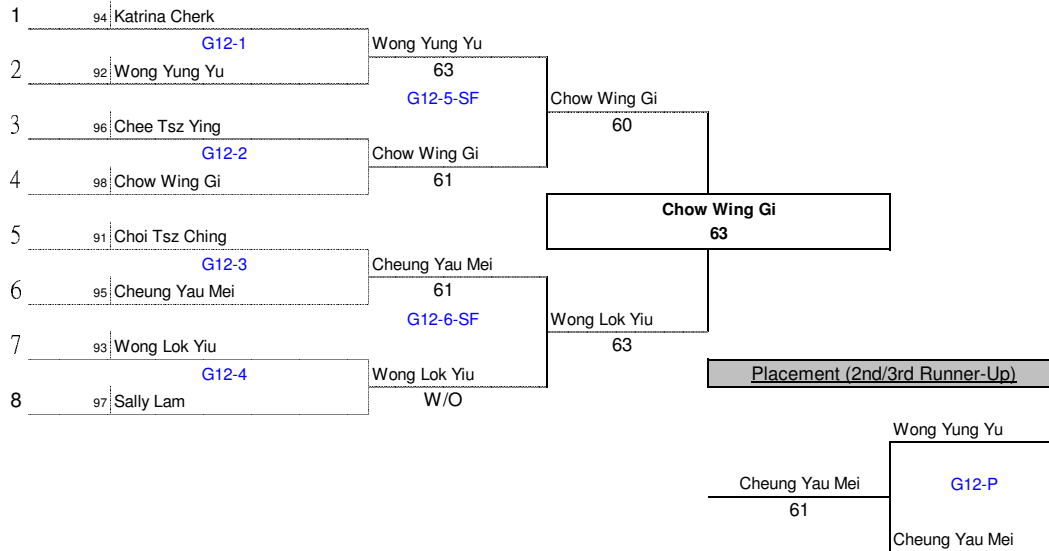 1 94 Katrina Cherk
G12-1 Wong Yung Yu
2 92 Wong Yung Yu 63
G12-5-SF Chow Wing Gi
3 96 Chee Tsz Ying 60
G12-2 Chow Wing Gi
4 98 Chow Wing Gi 61
Chow Wing Gi
63
5 91 Choi Tsz Ching
G12-3 Cheung Yau Mei
6 95 Cheung Yau Mei 61
G12-6-SF Wong Lok Yiu
7 93 Wong Lok Yiu 63
G12-4 Wong Lok Yiu Placement (2nd/3rd Runner-Up)
8 97 Sally Lam W/O
Wong Yung Yu
Cheung Yau Mei G12-P
61
Cheung Yau Mei